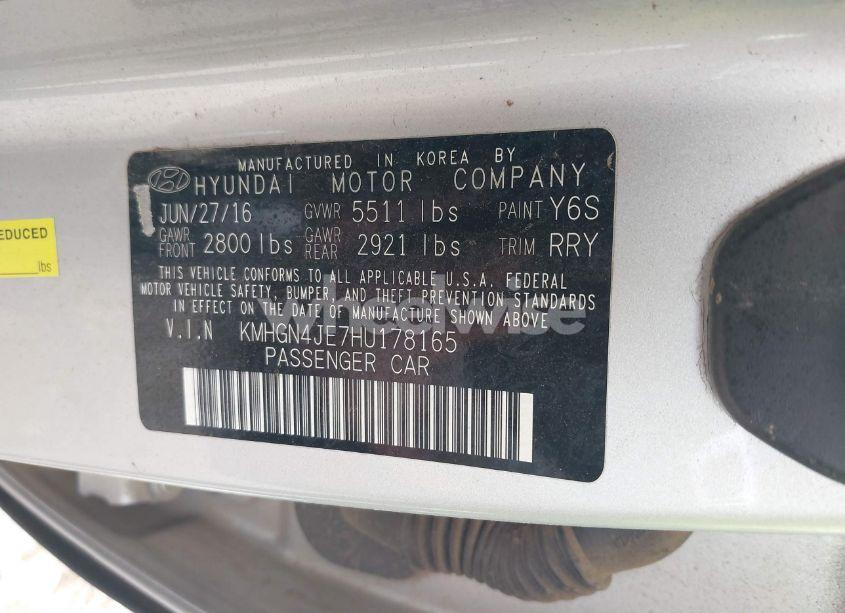 MANUFACTURED IN KOREA BY
HYUNDAI MOTOR COMPANY
JUN/27/16 GVWR 5511 lbs PAINT Y6S
GAWR FRONT 2800 lbs GAWR REAR 2921 lbs TRIM RRY
THIS VEHICLE CONFORMS TO ALL APPLICABLE U.S.A. FEDERAL
MOTOR VEHICLE SAFETY, BUMPER, AND THEFT PREVENTION STANDARDS
IN EFFECT ON THE DATE OF MANUFACTURE SHOWN ABOVE
V.I.N KMHGN4JE7HU178165
PASSENGER CAR
EDUCED
lbs
wheelwise